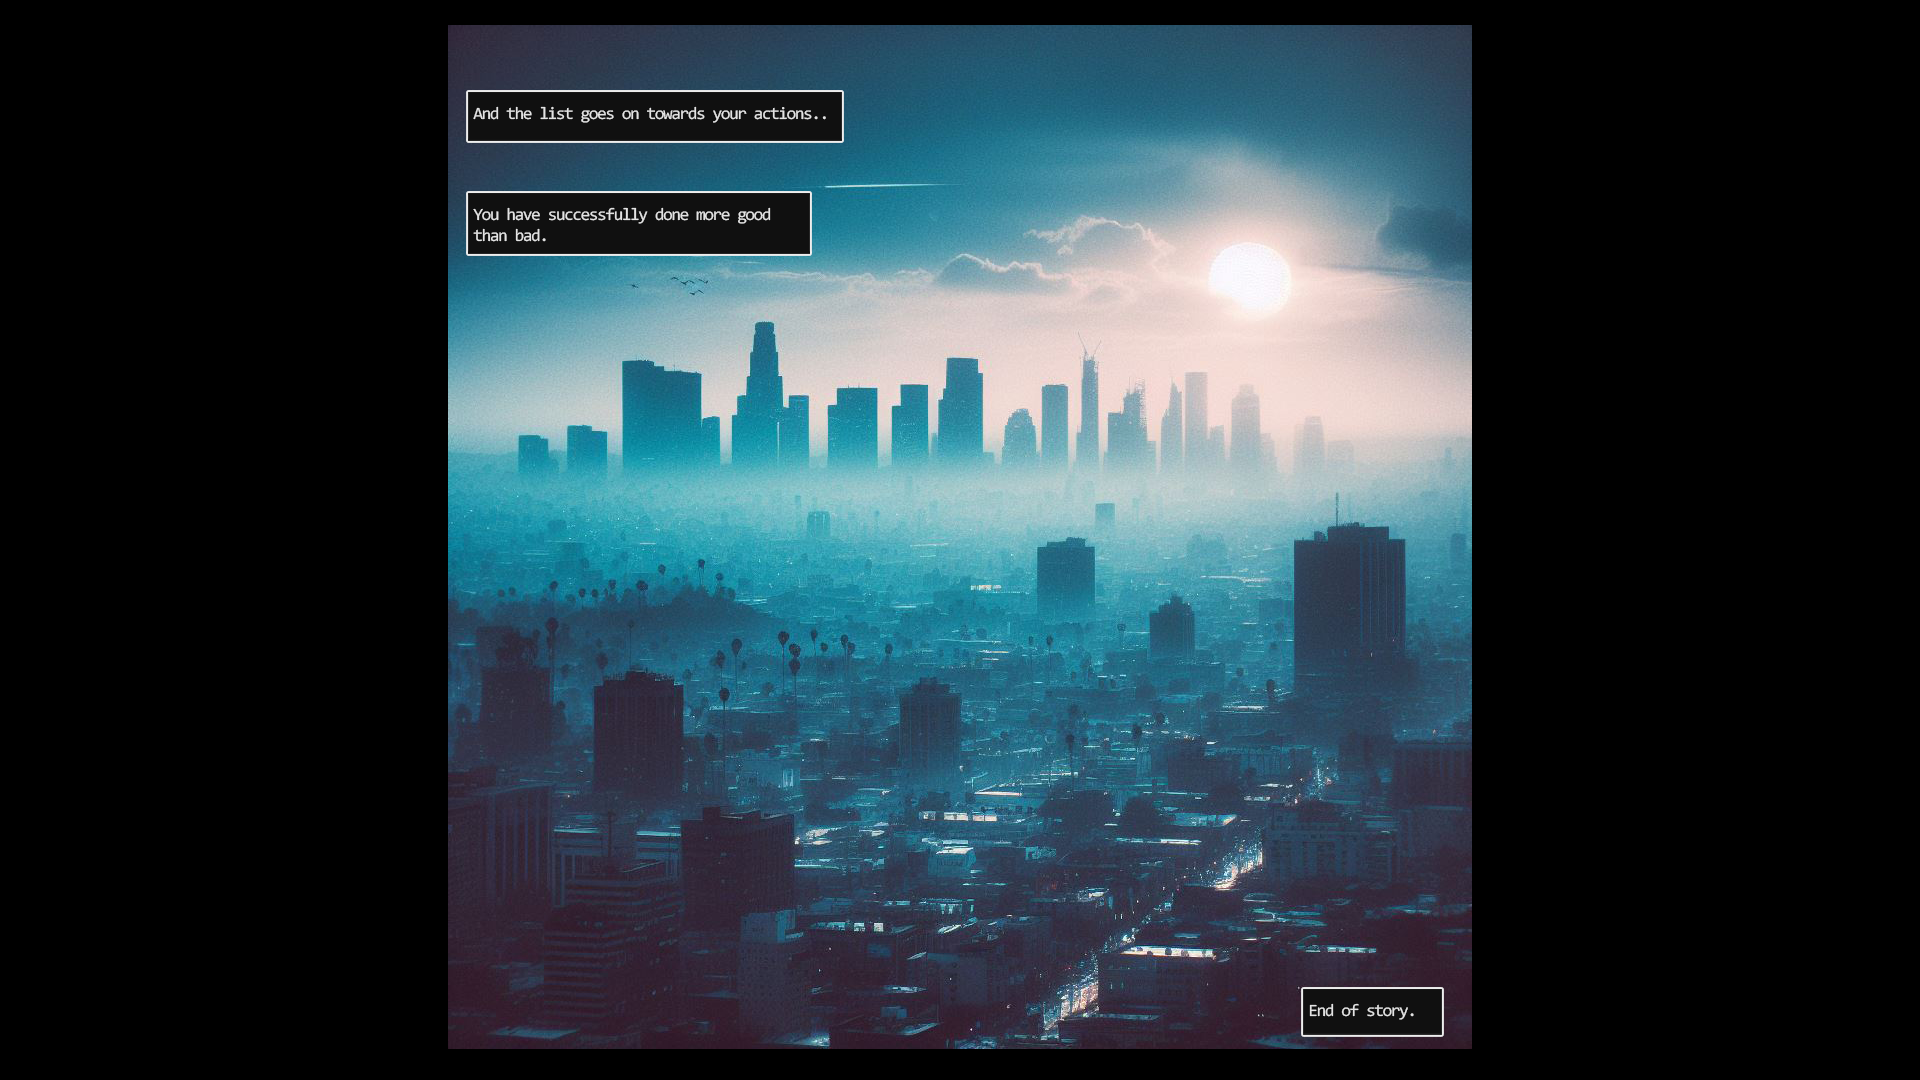 And the list goes on towards your actions..
You have successfully done more good
than bad.
End of story.